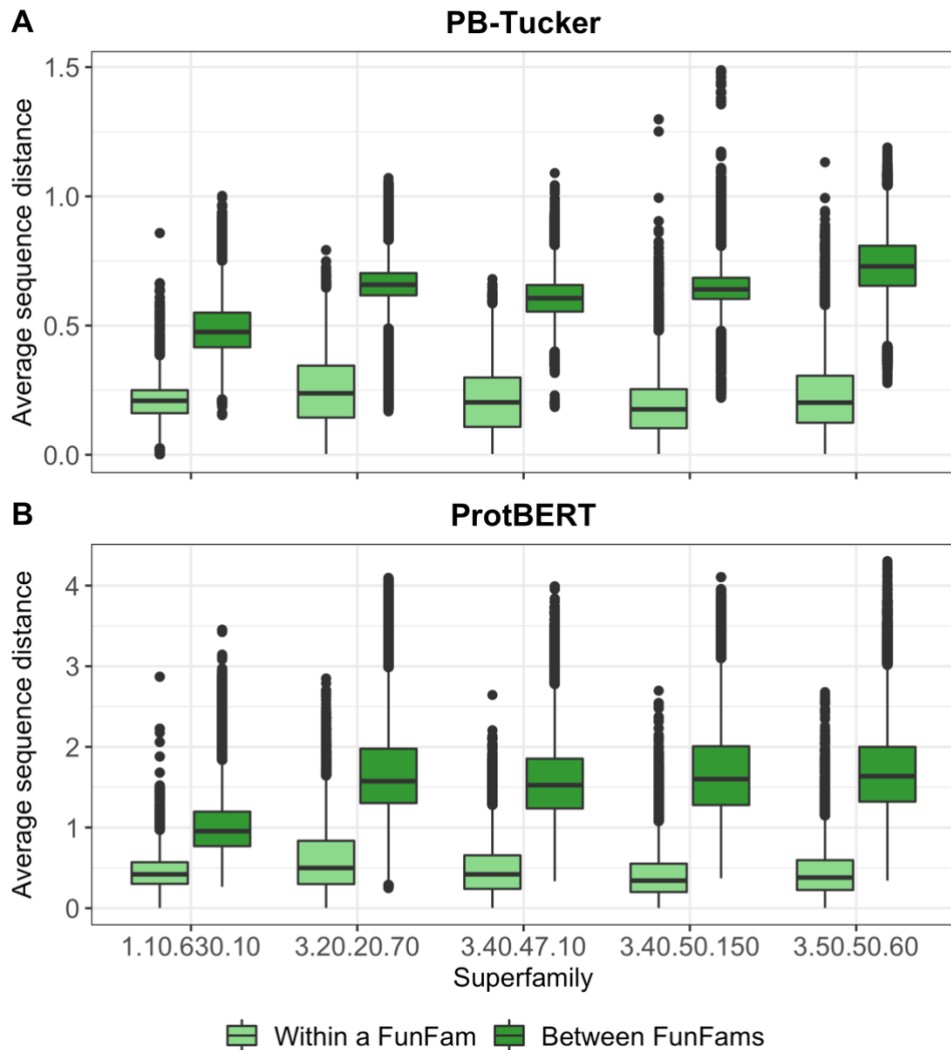 A
PB-Tucker
Average sequence distance
1.5
1.0
0.5
0.0
B
ProtBERT
Average sequence distance
4
3
2
1
0
1.10.630.10 3.20.20.70 3.40.47.10 3.40.50.150 3.50.50.60
Superfamily
Within a FunFam Between FunFams